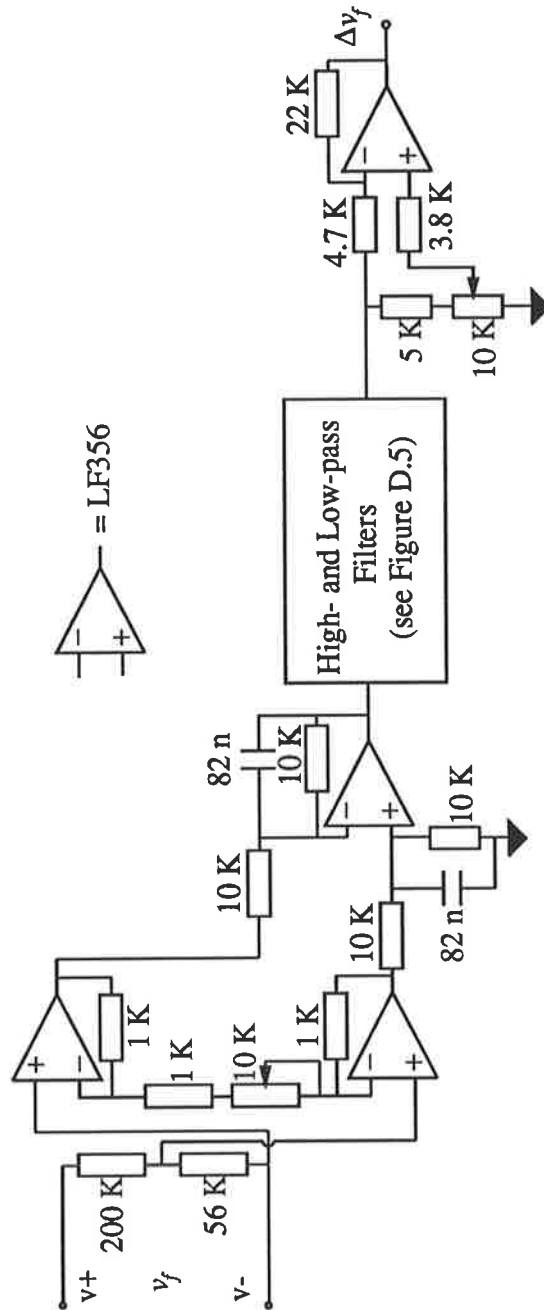 v+
v_f
v-
200 K
56 K
+
−
1 K
1 K
10 K
1 K
−
+
10 K
10 K
82 n
10 K
−
+
82 n
10 K
= LF356
−
+
High- and Low-pass
Filters
(see Figure D.5)
5 K
10 K
4.7 K
3.8 K
22 K
−
+
Δv_f